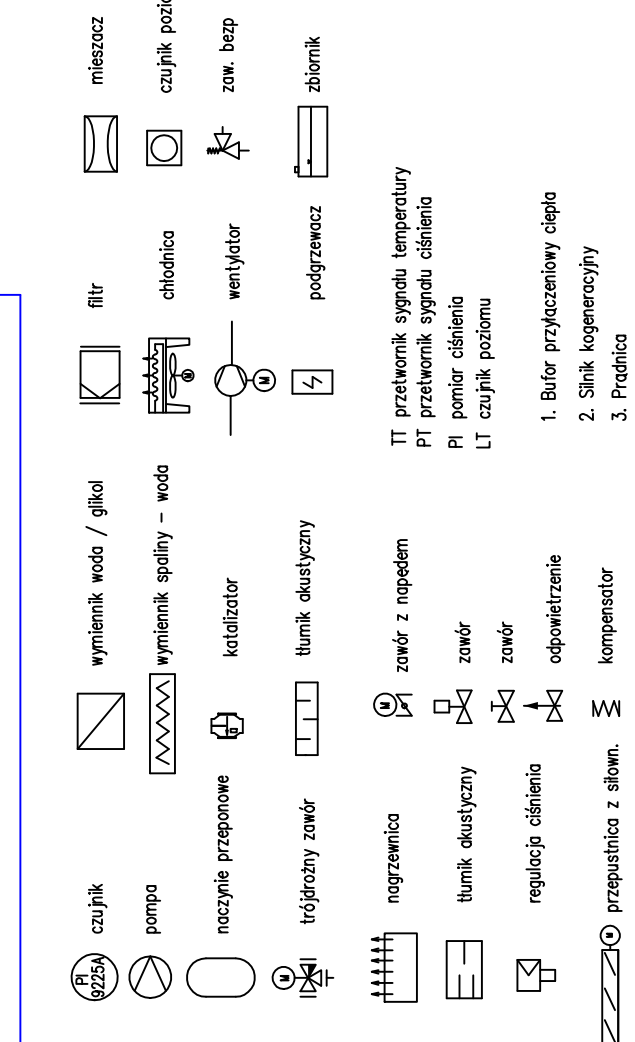 PI
9225A
czujnik
wymiennik woda / glikol
filtr
mieszacz
pompa
wymiennik spaliny – woda
chłodnica
M
czujnik pozio
naczynie przeponowe
katalizator
wentylator
M
zaw. bezp
trójdrożny zawór
M
tłumik akustyczny
podgrzewacz
zbiornik
nagrzewnica
zawór z napędem
M
TT przetwornik sygnału temperatury
PT przetwornik sygnału ciśnienia
PI pomiar ciśnienia
LT czujnik poziomu
tłumik akustyczny
zawór
zawór
regulacja ciśnienia
odpowietrzenie
1. Bufor przyłączeniowy ciepła
2. Silnik kogeneracyjny
3. Prądnica
przepustnica z siłown.
M
kompensator